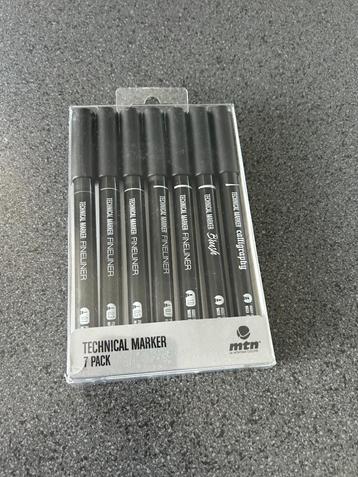 TECHNICAL MARKER FINELINER
TECHNICAL MARKER FINELINER
TECHNICAL MARKER FINELINER
TECHNICAL MARKER FINELINER
TECHNICAL MARKER FINELINER
TECHNICAL MARKER Brush
TECHNICAL MARKER calligraphy
TECHNICAL MARKER
7 PACK
mtn